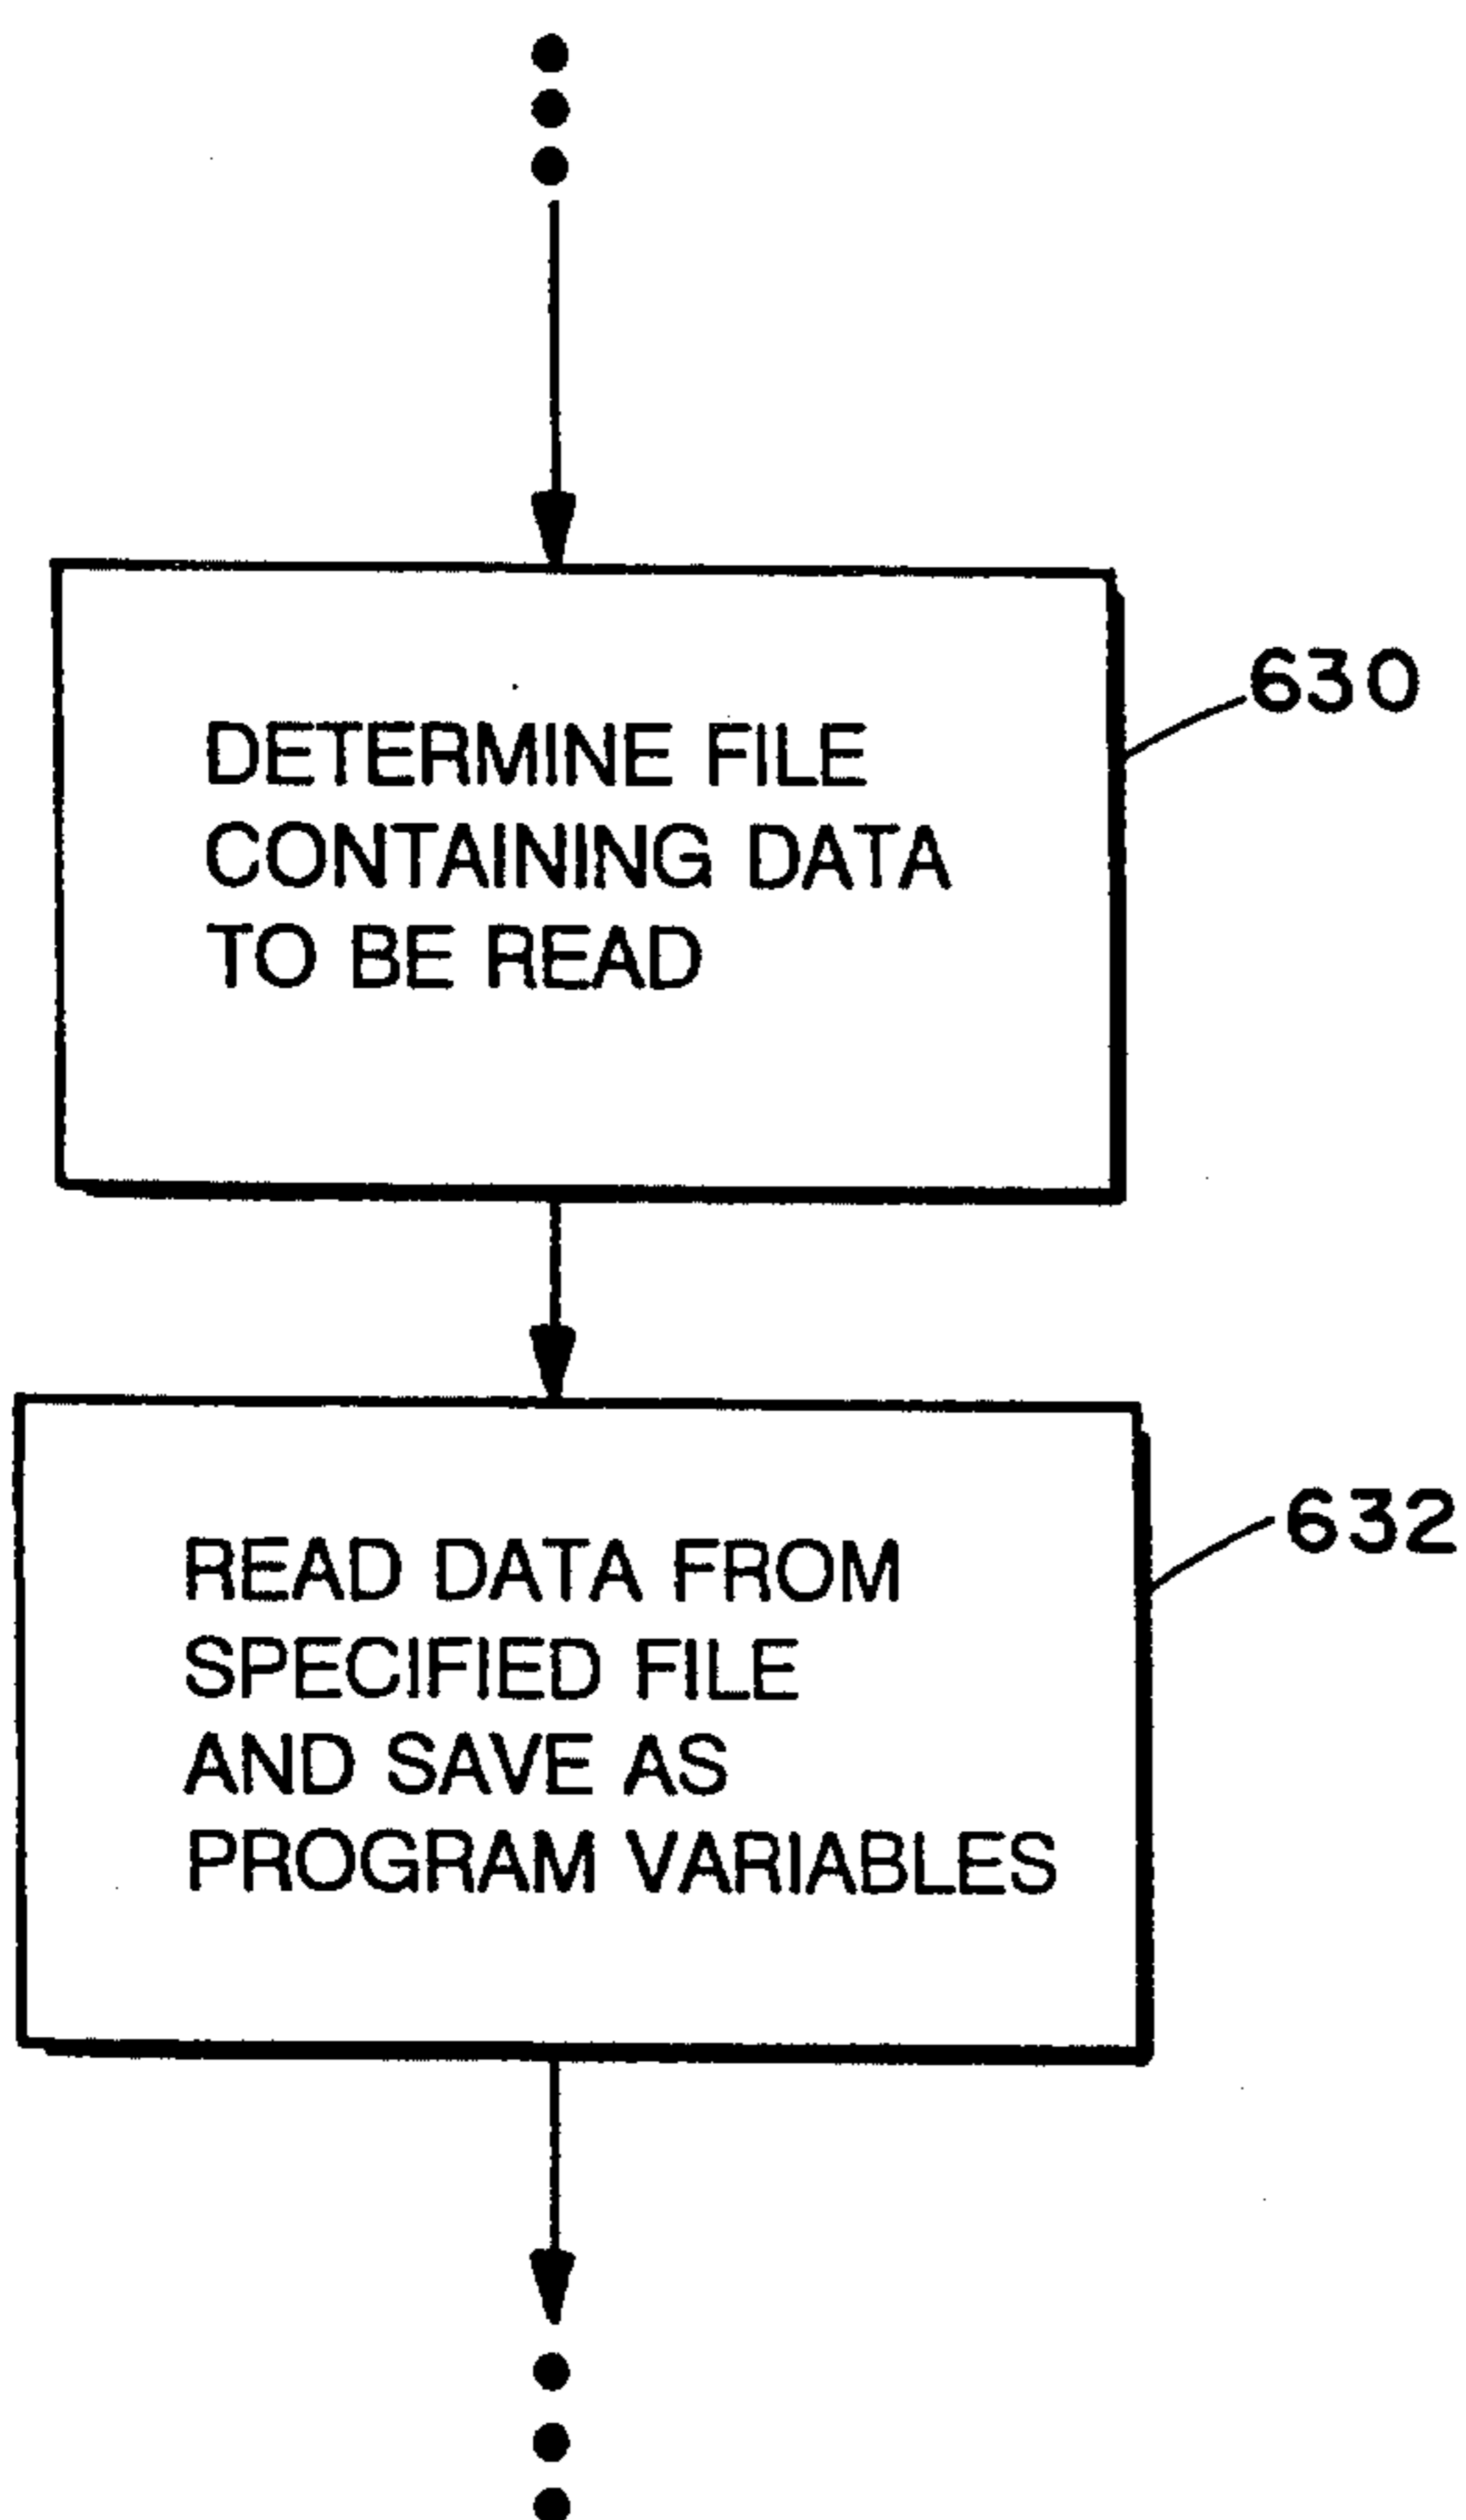 630
DETERMINE FILE
CONTAINING DATA
TO BE READ
632
READ DATA FROM
SPECIFIED FILE
AND SAVE AS
PROGRAM VARIABLES